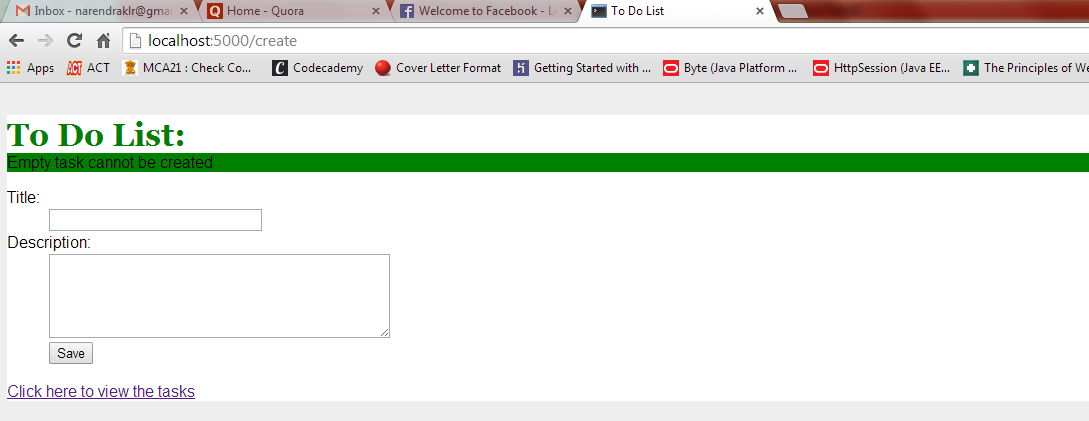 Inbox - narendraklr@gmai
Home - Quora
Welcome to Facebook - L
To Do List
localhost:5000/create
Apps
ACT
ACT
MCA21 : Check Co...
Codecademy
Cover Letter Format
Getting Started with ...
Byte (Java Platform ...
HttpSession (Java EE...
The Principles of We
To Do List:
Empty task cannot be created
Title:
Description:
Save
Click here to view the tasks